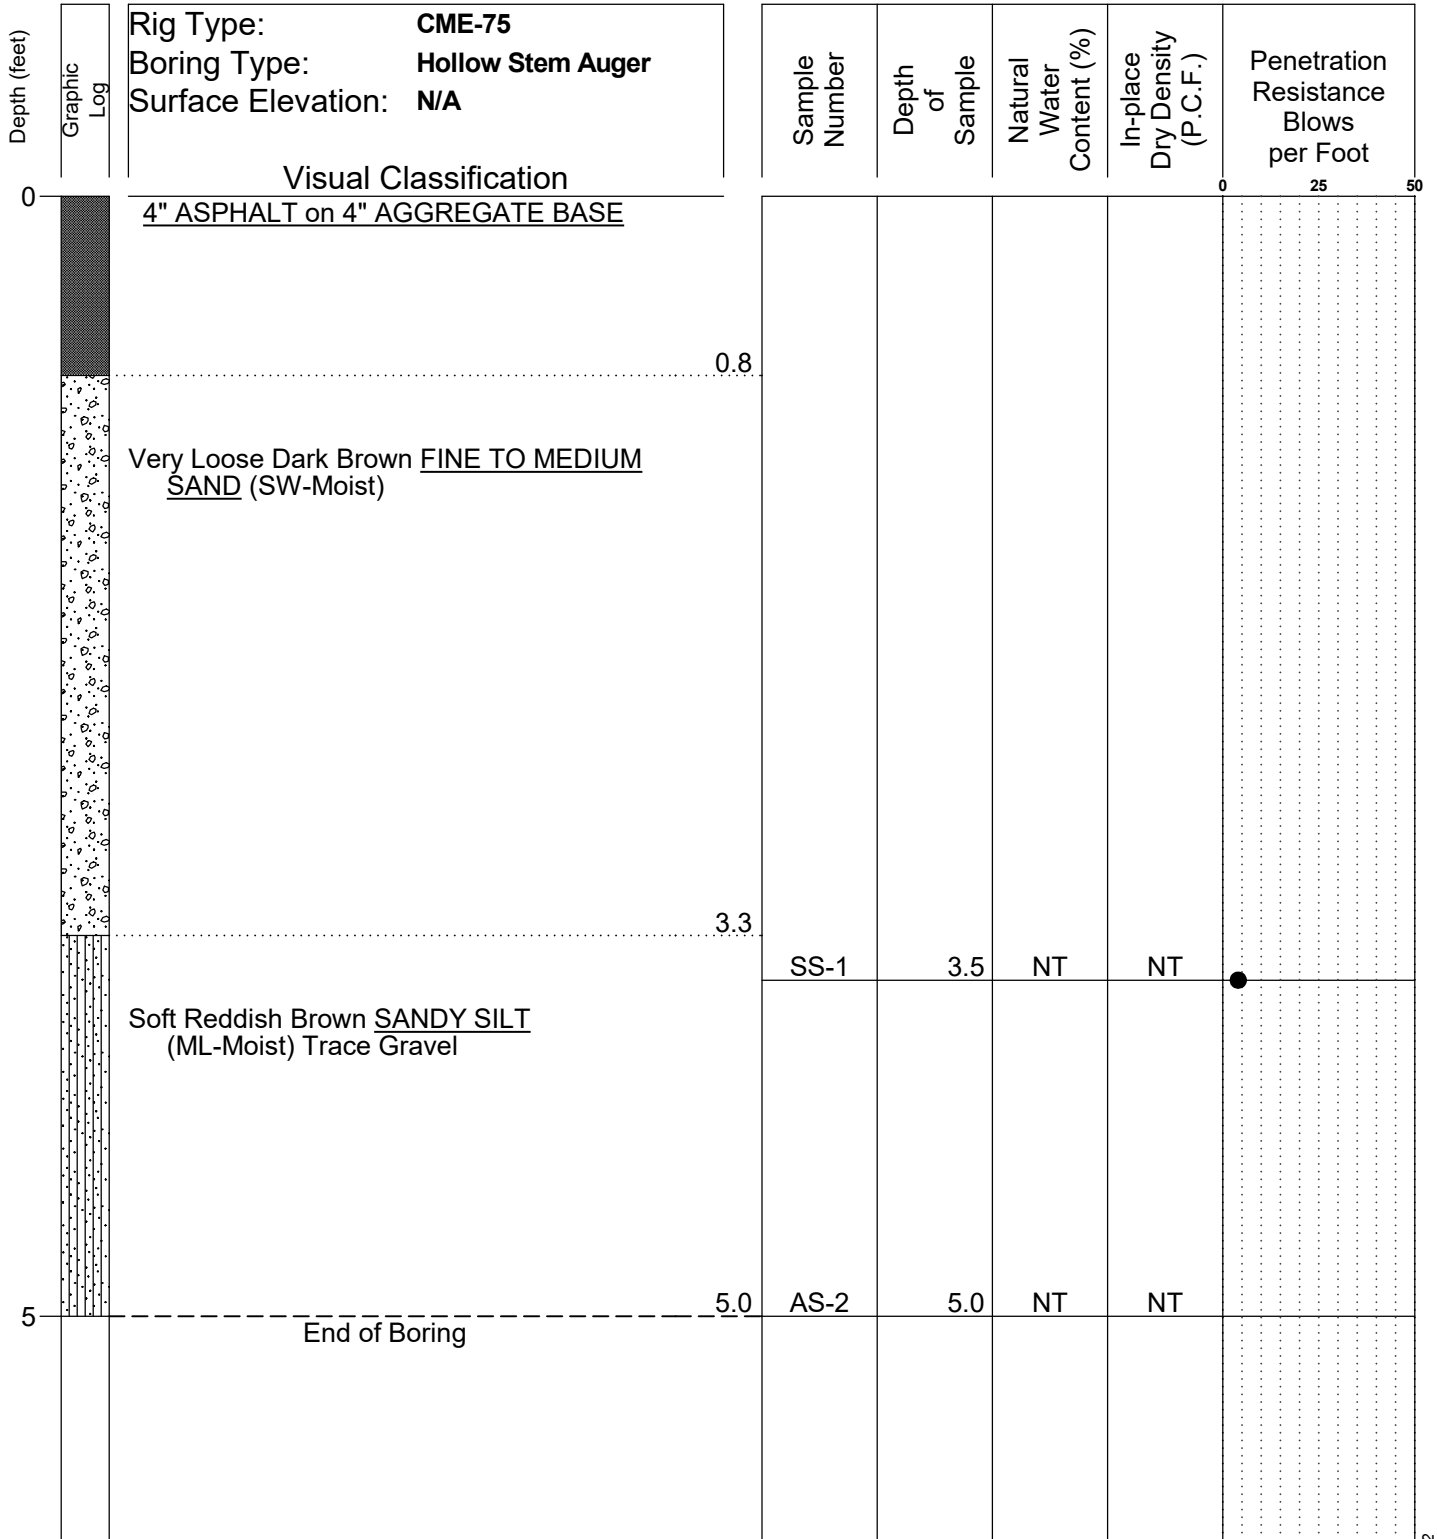 Depth (feet)
Graphic
Log
Rig Type: CME-75
Boring Type: Hollow Stem Auger
Surface Elevation: N/A
Visual Classification
Sample
Number
Depth
of
Sample
Natural
Water
Content (%)
In-place
Dry Density
(P.C.F.)
Penetration
Resistance
Blows
per Foot
0 25 50
0
4" ASPHALT on 4" AGGREGATE BASE
0.8
Very Loose Dark Brown FINE TO MEDIUM
SAND (SW-Moist)
3.3
SS-1 3.5 NT NT
Soft Reddish Brown SANDY SILT
(ML-Moist) Trace Gravel
5 5.0 AS-2 5.0 NT NT
End of Boring